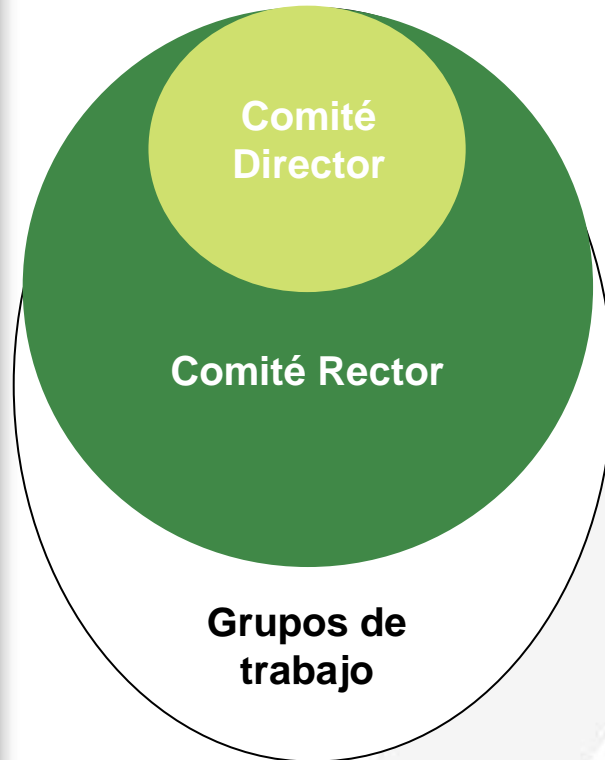 Comité
Director
Comité Rector
Grupos de
trabajo